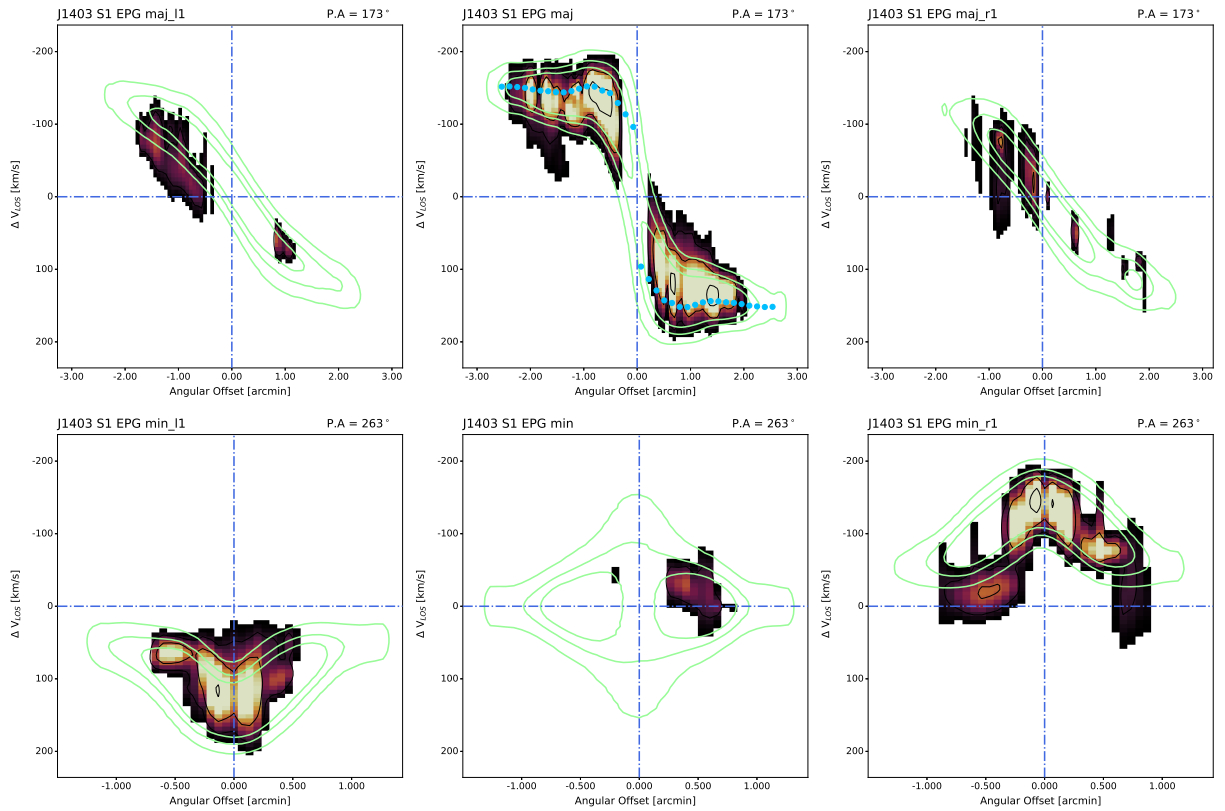 J1403 S1 EPG maj_l1 P.A = 173°
J1403 S1 EPG maj P.A = 173°
J1403 S1 EPG maj_r1 P.A = 173°
Δ V_LOS [km/s]
-200
-100
0
100
200
-3.00 -2.00 -1.00 0.00 1.00 2.00 3.00
Angular Offset [arcmin]
Δ V_LOS [km/s]
-200
-100
0
100
200
-3.00 -2.00 -1.00 0.00 1.00 2.00 3.00
Angular Offset [arcmin]
Δ V_LOS [km/s]
-200
-100
0
100
200
-3.00 -2.00 -1.00 0.00 1.00 2.00 3.00
Angular Offset [arcmin]
J1403 S1 EPG min_l1 P.A = 263°
J1403 S1 EPG min P.A = 263°
J1403 S1 EPG min_r1 P.A = 263°
Δ V_LOS [km/s]
-200
-100
0
100
200
-1.000 -0.500 0.000 0.500 1.000
Angular Offset [arcmin]
Δ V_LOS [km/s]
-200
-100
0
100
200
-1.000 -0.500 0.000 0.500 1.000
Angular Offset [arcmin]
Δ V_LOS [km/s]
-200
-100
0
100
200
-1.000 -0.500 0.000 0.500 1.000
Angular Offset [arcmin]